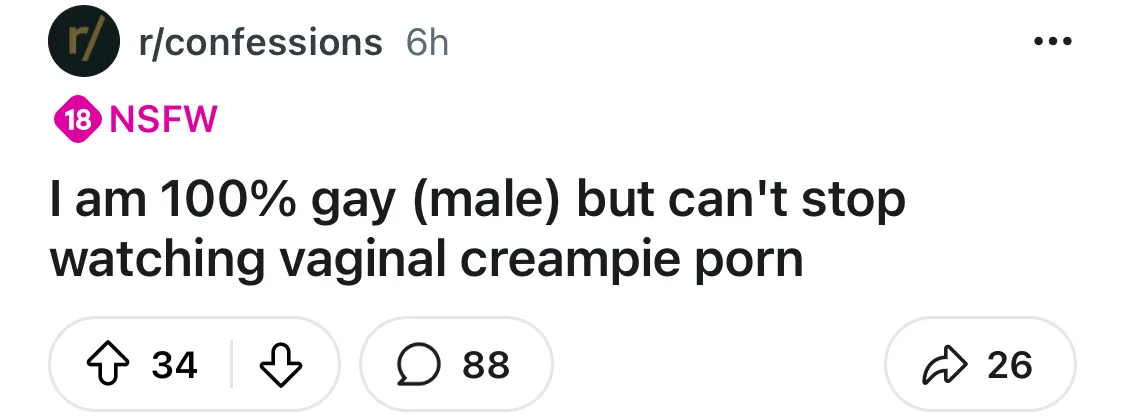 r/ r/confessions 6h
18 NSFW
I am 100% gay (male) but can't stop
watching vaginal creampie porn
34 88 26